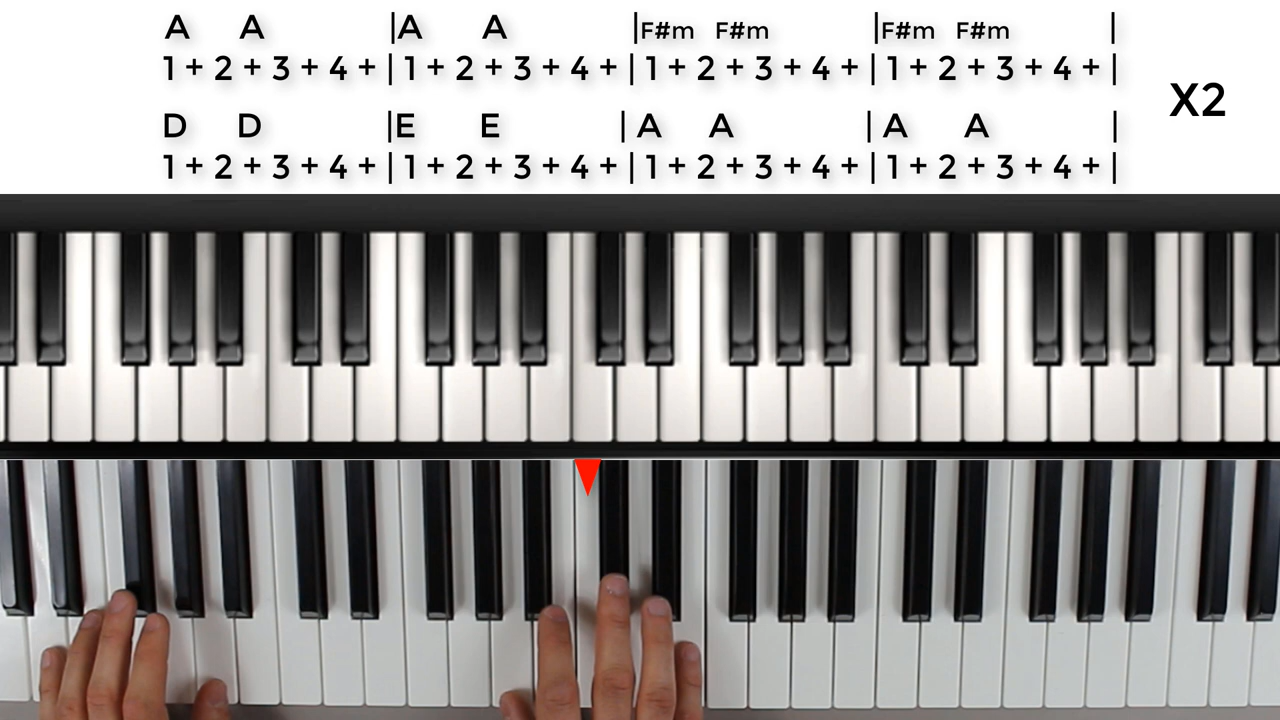 A A |A A |F#m F#m |F#m F#m |
1 + 2 + 3 + 4 + | 1 + 2 + 3 + 4 + | 1 + 2 + 3 + 4 + | 1 + 2 + 3 + 4 + |
X2
D D |E E | A A | A A |
1 + 2 + 3 + 4 + | 1 + 2 + 3 + 4 + | 1 + 2 + 3 + 4 + | 1 + 2 + 3 + 4 + |